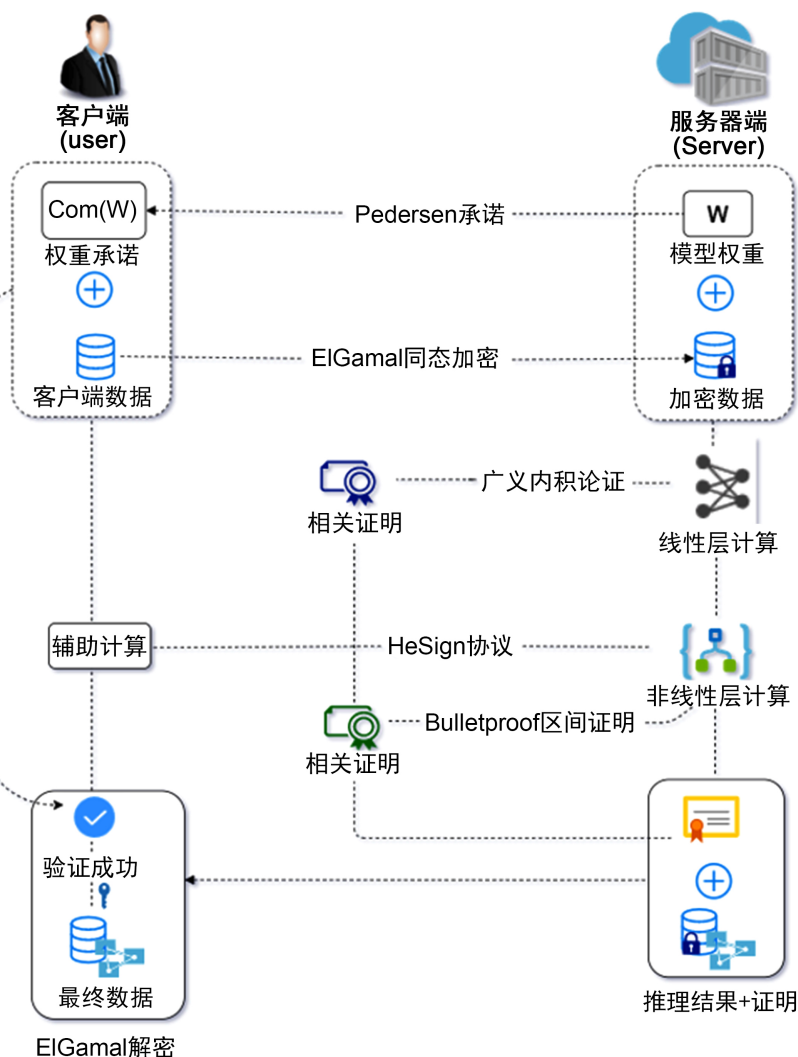 客户端
(user)
服务器端
(Server)
Com(W)
Pedersen承诺
W
权重承诺
模型权重
ElGamal同态加密
客户端数据
加密数据
广义内积论证
相关证明
线性层计算
辅助计算
HeSign协议
非线性层计算
Bulletproof区间证明
相关证明
验证成功
最终数据
推理结果+证明
ElGamal解密